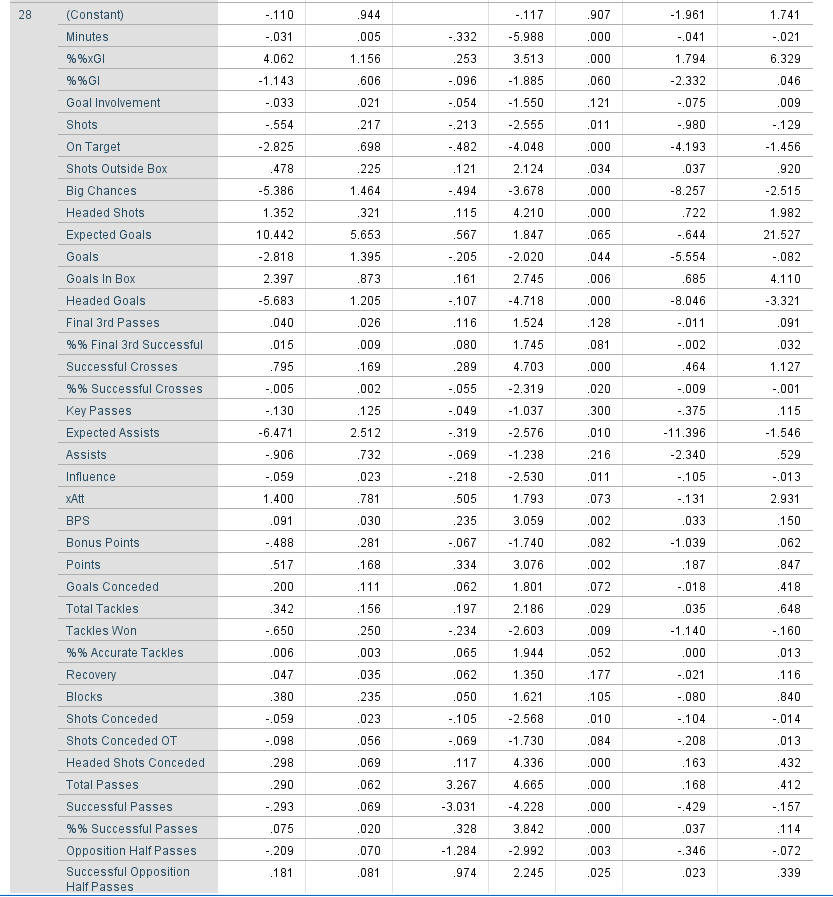 28 (Constant) -.110 .944 -.117 .907 -1.961 1.741
Minutes -.031 .005 -.332 -5.988 .000 -.041 -.021
%%xGI 4.062 1.156 .253 3.513 .000 1.794 6.329
%%GI -1.143 .606 -.096 -1.885 .060 -2.332 .046
Goal Involvement -.033 .021 -.054 -1.550 .121 -.075 .009
Shots -.554 .217 -.213 -2.555 .011 -.980 -.129
On Target -2.825 .698 -.482 -4.048 .000 -4.193 -1.456
Shots Outside Box .478 .225 .121 2.124 .034 .037 .920
Big Chances -5.386 1.464 -.494 -3.678 .000 -8.257 -2.515
Headed Shots 1.352 .321 .115 4.210 .000 .722 1.982
Expected Goals 10.442 5.653 .567 1.847 .065 -.644 21.527
Goals -2.818 1.395 -.205 -2.020 .044 -5.554 -.082
Goals In Box 2.397 .873 .161 2.745 .006 .685 4.110
Headed Goals -5.683 1.205 -.107 -4.718 .000 -8.046 -3.321
Final 3rd Passes .040 .026 .116 1.524 .128 -.011 .091
%% Final 3rd Successful .015 .009 .080 1.745 .081 -.002 .032
Successful Crosses .795 .169 .289 4.703 .000 .464 1.127
%% Successful Crosses -.005 .002 -.055 -2.319 .020 -.009 -.001
Key Passes -.130 .125 -.049 -1.037 .300 -.375 .115
Expected Assists -6.471 2.512 -.319 -2.576 .010 -11.396 -1.546
Assists -.906 .732 -.069 -1.238 .216 -2.340 .529
Influence -.059 .023 -.218 -2.530 .011 -.105 -.013
xAtt 1.400 .781 .505 1.793 .073 -.131 2.931
BPS .091 .030 .235 3.059 .002 .033 .150
Bonus Points -.488 .281 -.067 -1.740 .082 -1.039 .062
Points .517 .168 .334 3.076 .002 .187 .847
Goals Conceded .200 .111 .062 1.801 .072 -.018 .418
Total Tackles .342 .156 .197 2.186 .029 .035 .648
Tackles Won -.650 .250 -.234 -2.603 .009 -1.140 -.160
%% Accurate Tackles .006 .003 .065 1.944 .052 .000 .013
Recovery .047 .035 .062 1.350 .177 -.021 .116
Blocks .380 .235 .050 1.621 .105 -.080 .840
Shots Conceded -.059 .023 -.105 -2.568 .010 -.104 -.014
Shots Conceded OT -.098 .056 -.069 -1.730 .084 -.208 .013
Headed Shots Conceded .298 .069 .117 4.336 .000 .163 .432
Total Passes .290 .062 3.267 4.665 .000 .168 .412
Successful Passes -.293 .069 -3.031 -4.228 .000 -.429 -.157
%% Successful Passes .075 .020 .328 3.842 .000 .037 .114
Opposition Half Passes -.209 .070 -1.284 -2.992 .003 -.346 -.072
Successful Opposition .181 .081 .974 2.245 .025 .023 .339
Half Passes